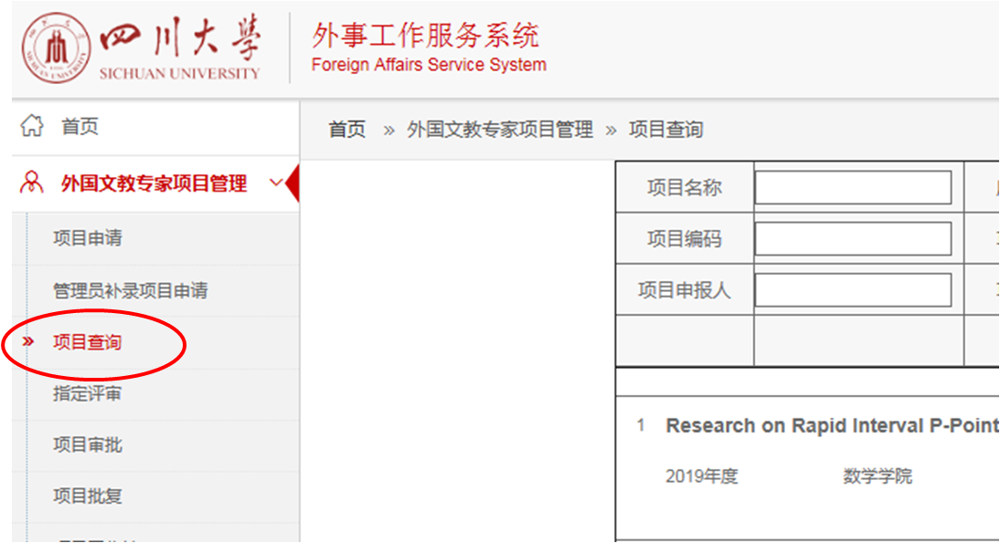 四川大学
SICHUAN UNIVERSITY
外事工作服务系统
Foreign Affairs Service System
首页
首页 » 外国文教专家项目管理 » 项目查询
外国文教专家项目管理
项目申请
管理员补录项目申请
» 项目查询
指定评审
项目审批
项目批复
项目名称
项目编码
项目申报人
1 Research on Rapid Interval P-Point
2019年度 数学学院